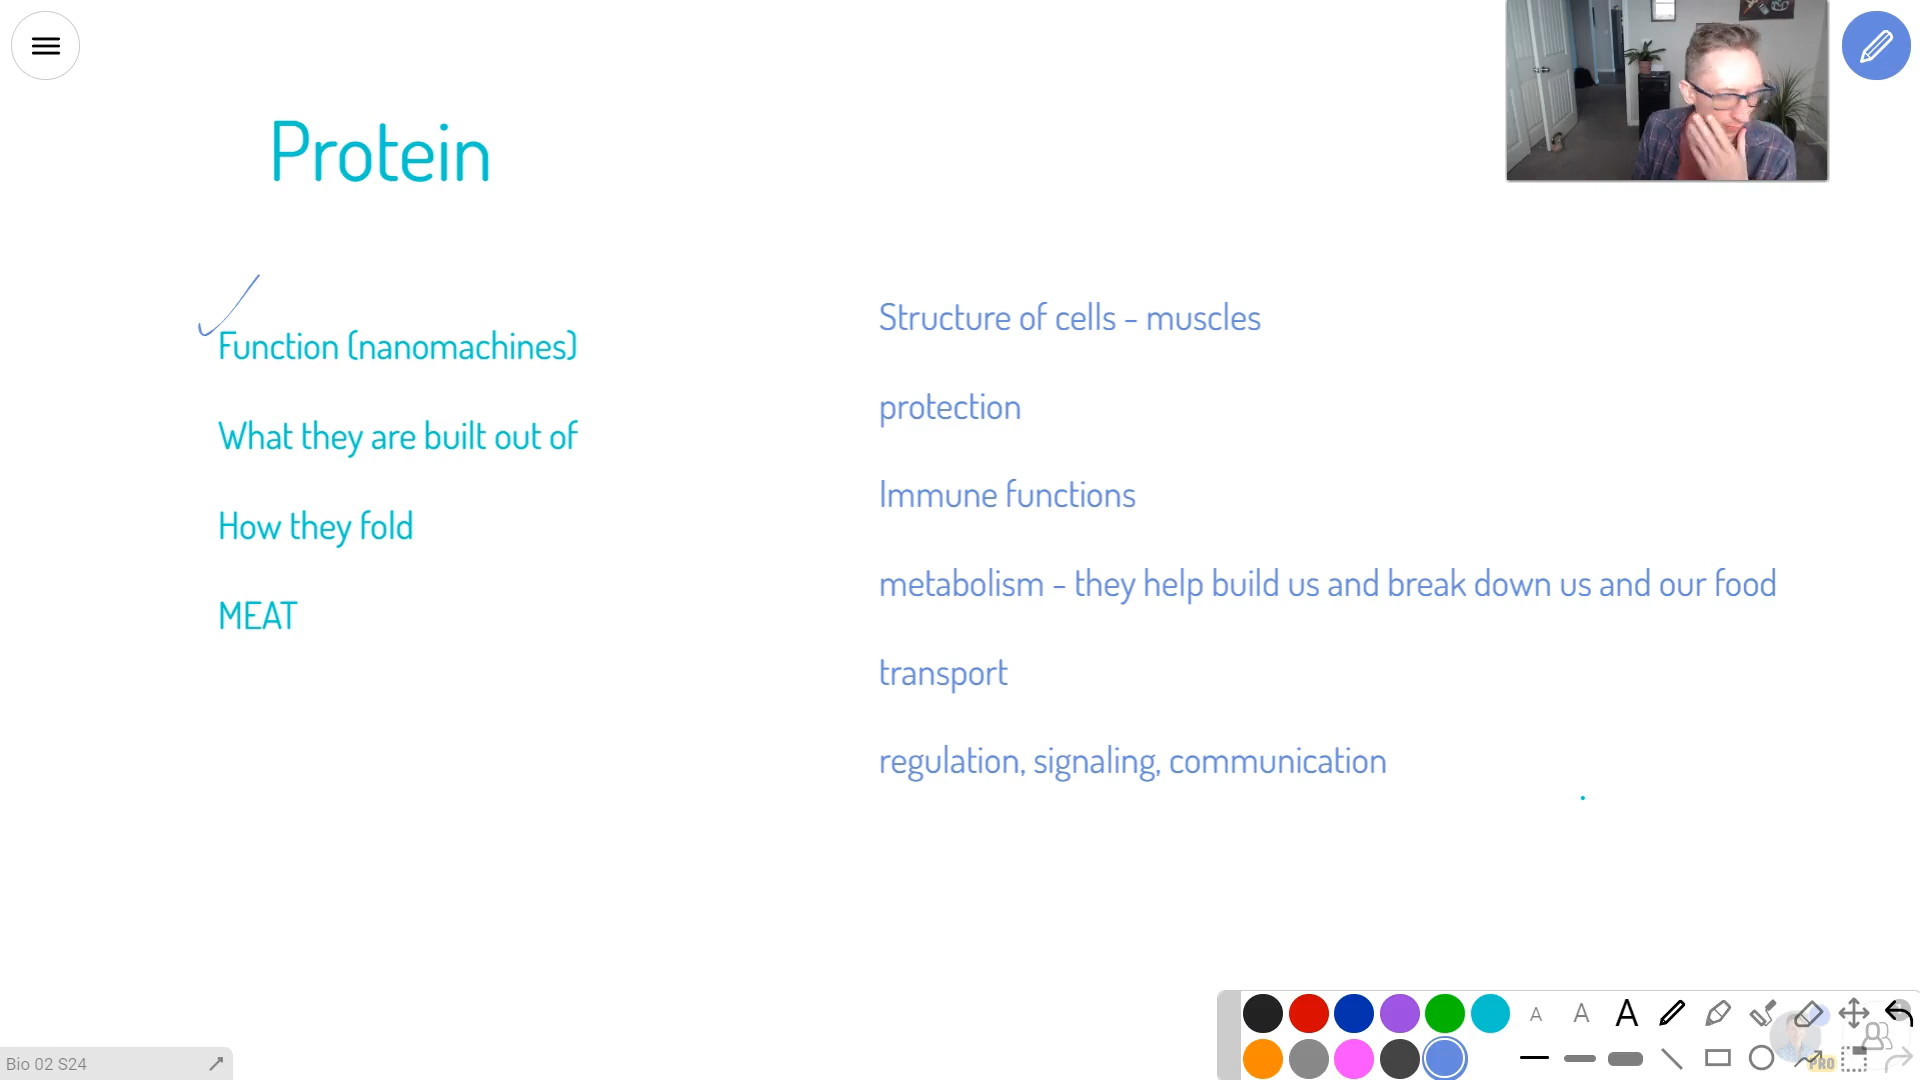 Protein
Function (nanomachines)
What they are built out of
How they fold
MEAT
Structure of cells - muscles
protection
Immune functions
metabolism - they help build us and break down us and our food
transport
regulation, signaling, communication
Bio 02 S24
A A A
PRO